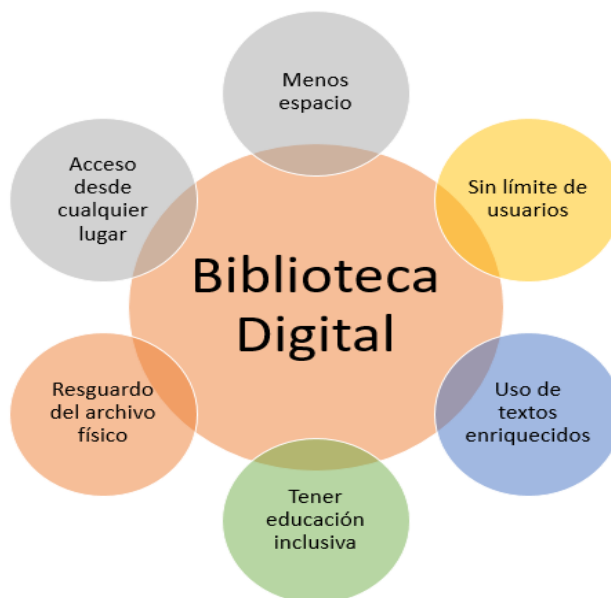 Menos
espacio
Sin límite de
usuarios
Uso de
textos
enriquecidos
Tener
educación
inclusiva
Resguardo
del archivo
físico
Acceso
desde
cualquier
lugar
Biblioteca
Digital